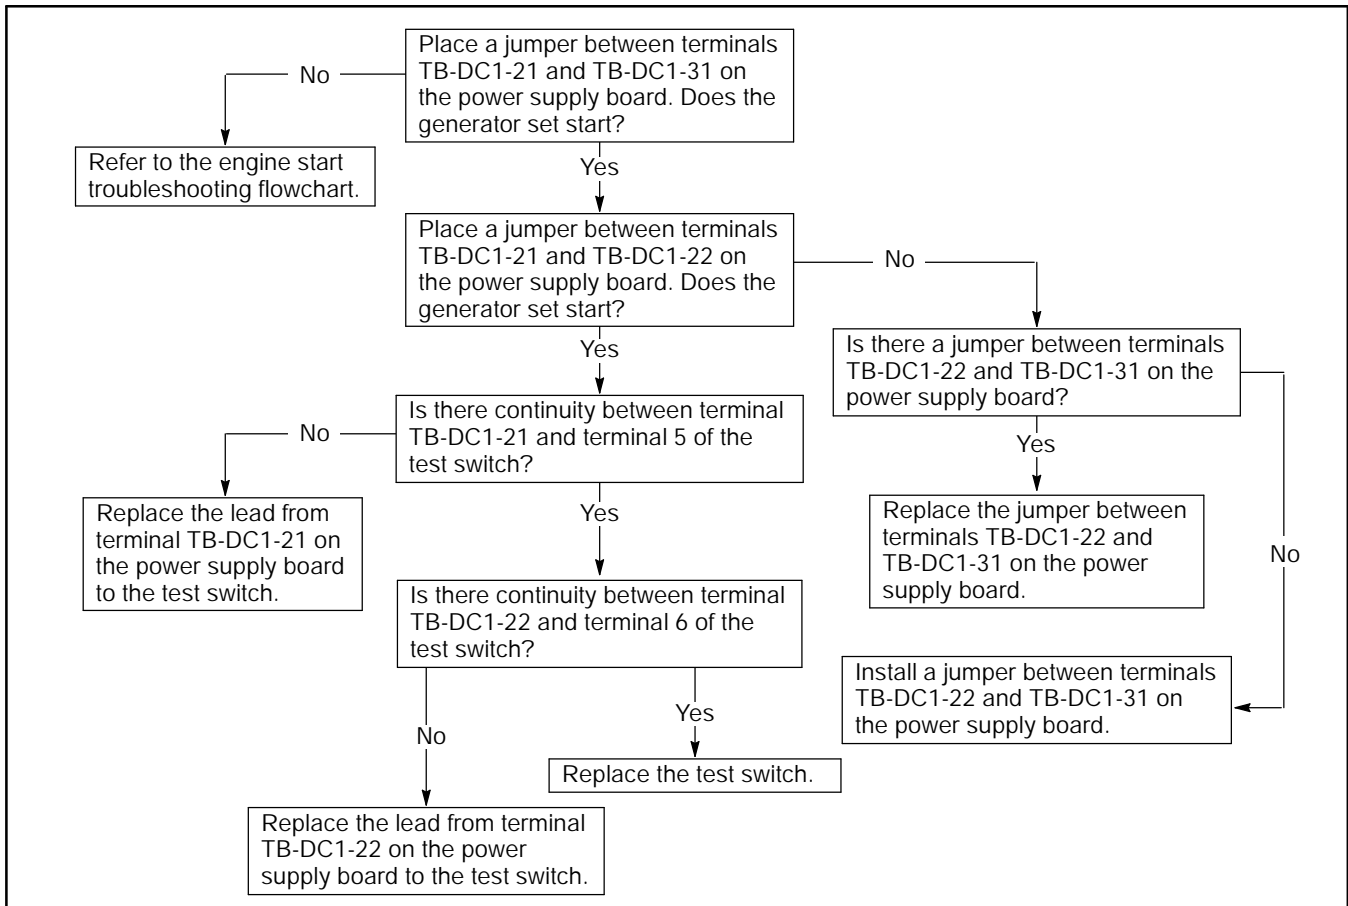 Place a jumper between terminals
TB-DC1-21 and TB-DC1-31 on
the power supply board. Does the
generator set start?
No
Refer to the engine start
troubleshooting flowchart.
Yes
Place a jumper between terminals
TB-DC1-21 and TB-DC1-22 on
the power supply board. Does the
generator set start?
No
Yes
Is there a jumper between terminals
TB-DC1-22 and TB-DC1-31 on the
power supply board?
Is there continuity between terminal
TB-DC1-21 and terminal 5 of the
test switch?
No
Yes
Replace the lead from
terminal TB-DC1-21 on
the power supply board
to the test switch.
Yes
Replace the jumper between
terminals TB-DC1-22 and
TB-DC1-31 on the power
supply board.
No
Is there continuity between terminal
TB-DC1-22 and terminal 6 of the
test switch?
Install a jumper between terminals
TB-DC1-22 and TB-DC1-31 on
the power supply board.
Yes
No
Replace the test switch.
Replace the lead from terminal
TB-DC1-22 on the power
supply board to the test switch.